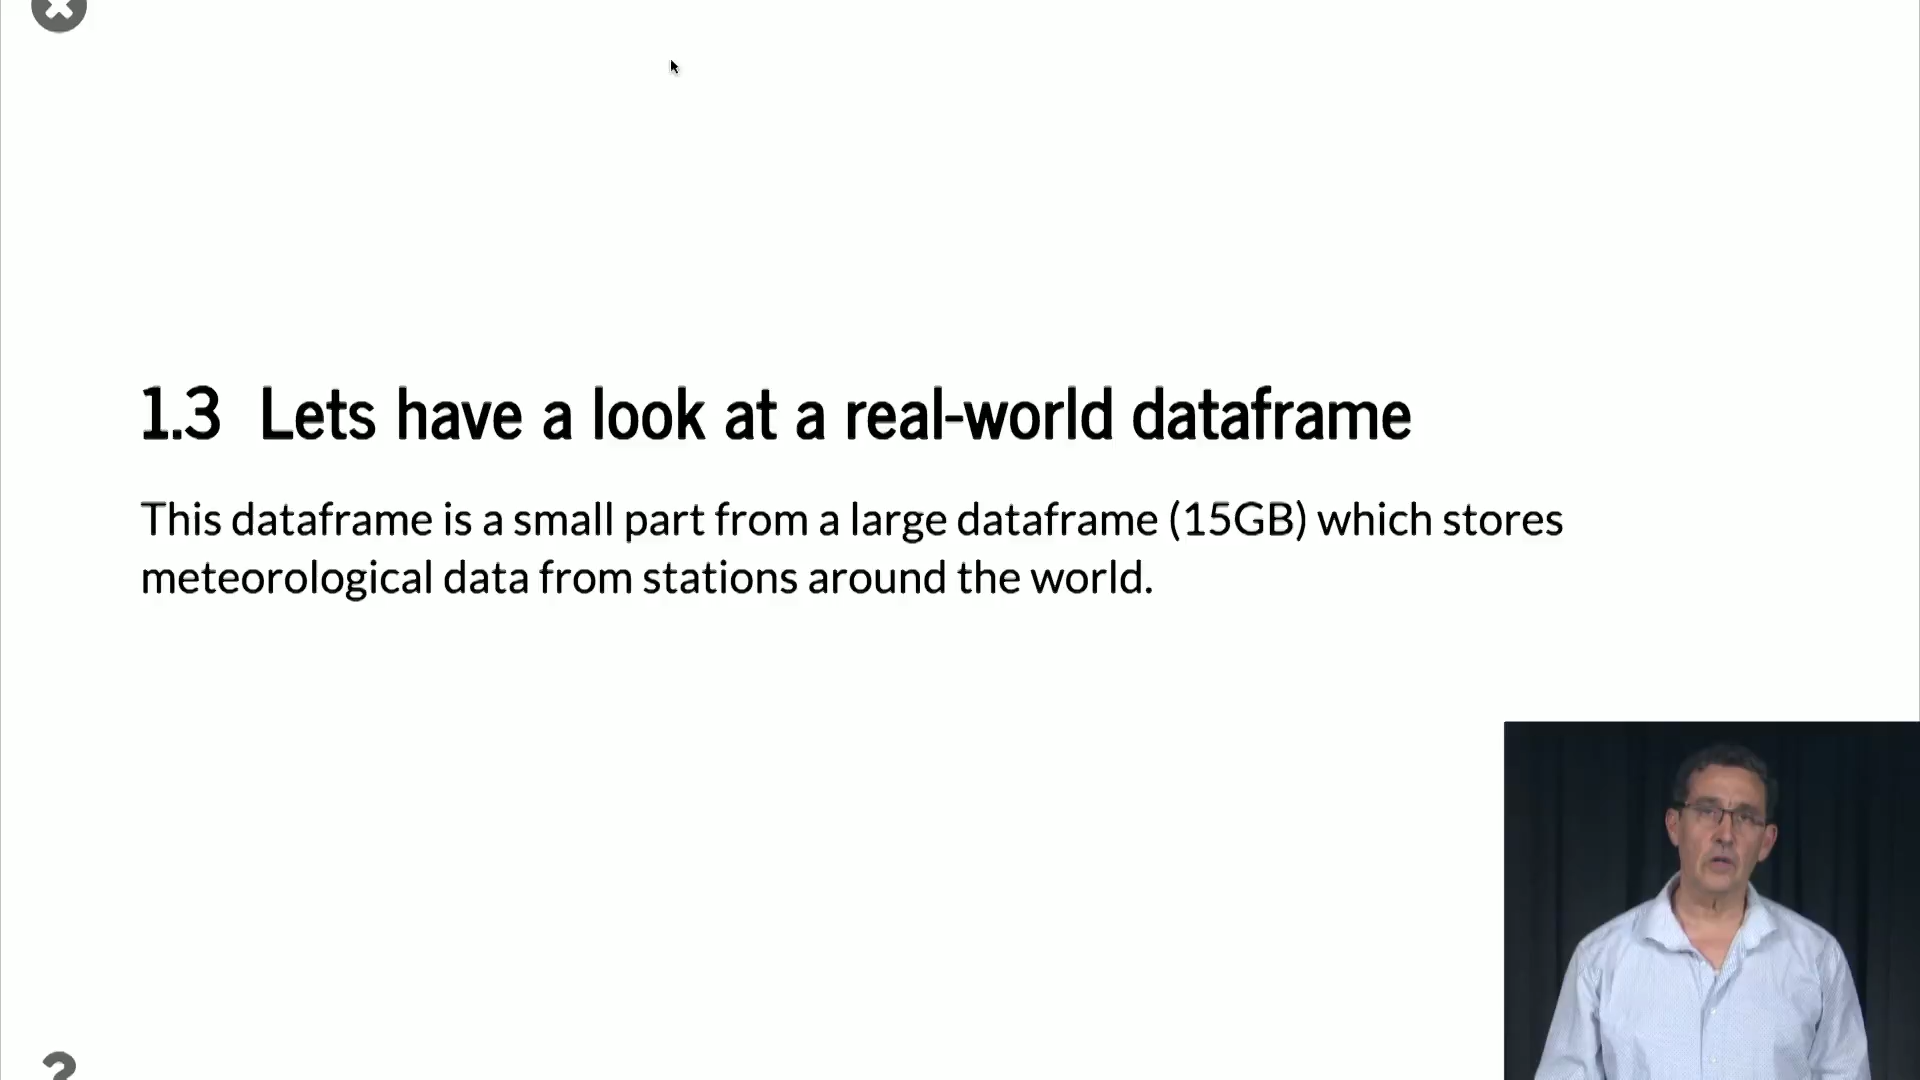 1.3 Lets have a look at a real-world dataframe
This dataframe is a small part from a large dataframe (15GB) which stores
meteorological data from stations around the world.
?